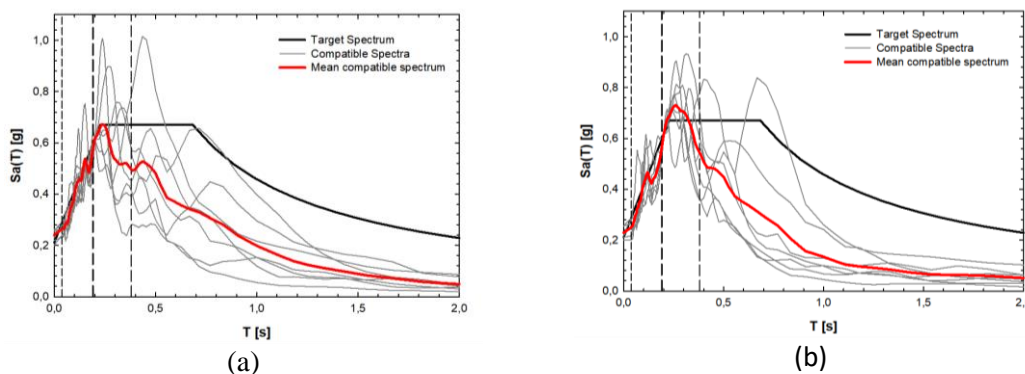 1,0
0,8
0,6
0,4
0,2
0,0
Sa(T) [g]
Target Spectrum
Compatible Spectra
Mean compatible spectrum
0,0 0,5 1,0 1,5 2,0
T [s]
(a)
1,0
0,8
0,6
0,4
0,2
0,0
Sa(T) [g]
Target Spectrum
Compatible Spectra
Mean compatible spectrum
0,0 0,5 1,0 1,5 2,0
T [s]
(b)